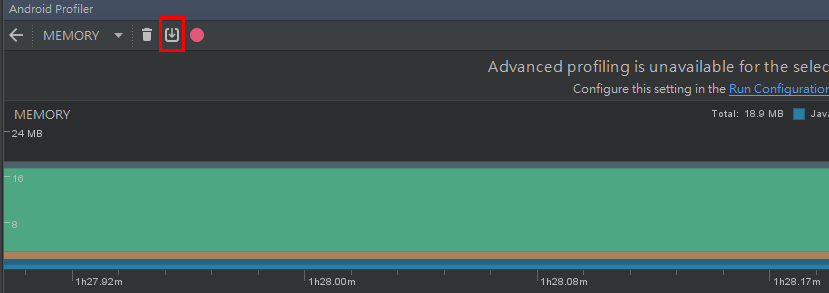 Android Profiler
MEMORY
Advanced profiling is unavailable for the selec
Configure this setting in the Run Configuration
MEMORY
Total: 18.9 MB Java
24 MB
16
8
1h27.92m 1h28.00m 1h28.08m 1h28.17m